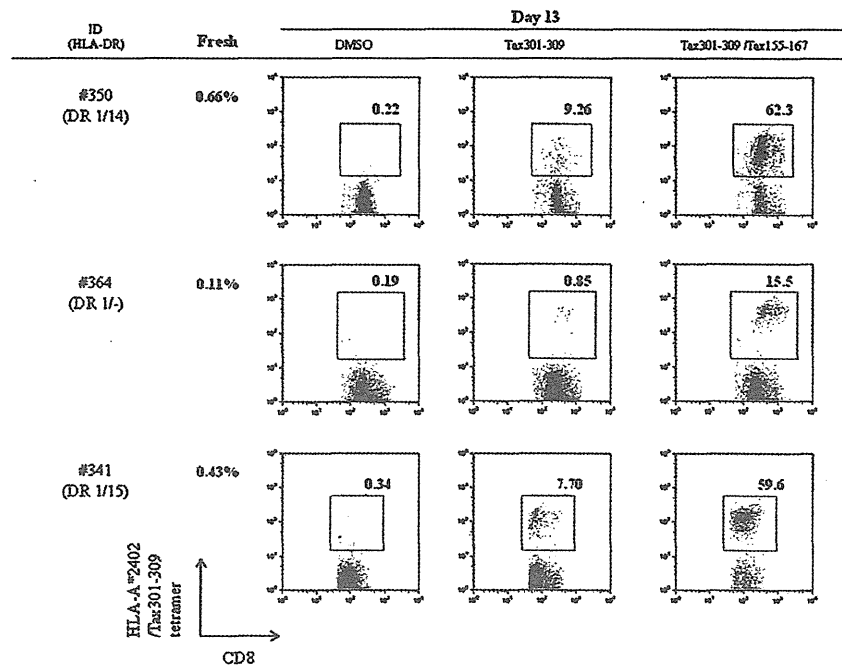 Day 13
ID
(HLA-DR)
Fresh
DMSO
Tax301-309
Tax301-309 /Tax155-167
#350
(DR 1/14)
0.66%
0.22
9.26
62.3
#364
(DR 1/-)
0.11%
0.19
0.85
15.5
#341
(DR 1/15)
0.43%
0.34
7.70
59.6
HLA-A*2402
/Tax301-309
tetramer
CD8